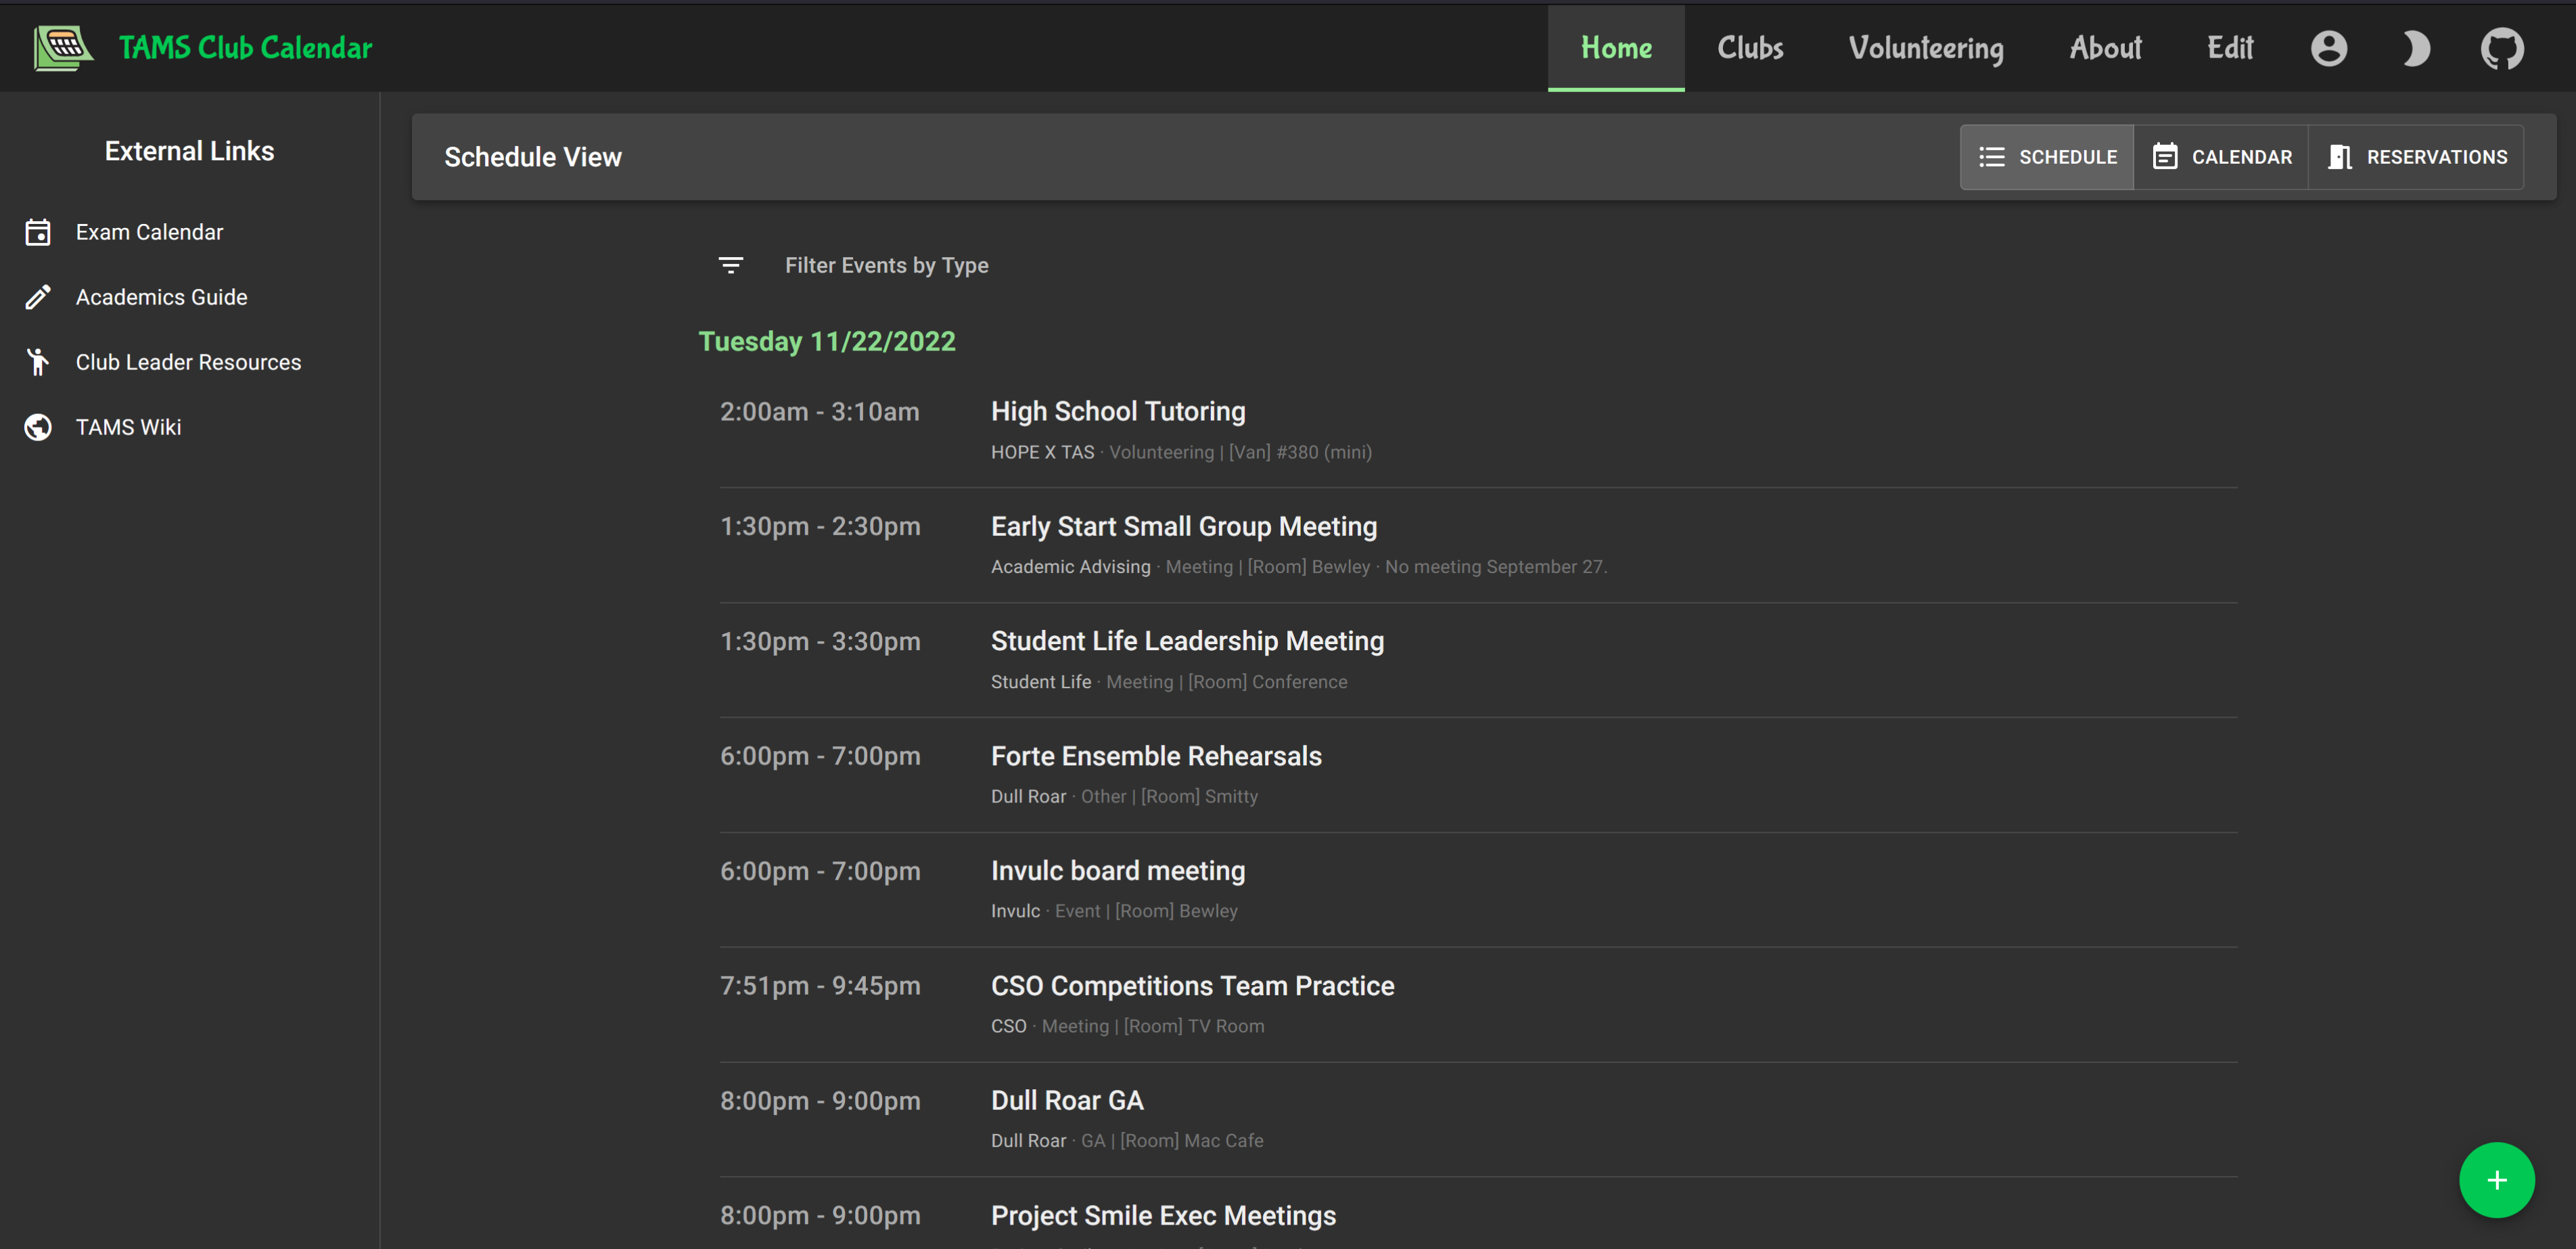 TAMS Club Calendar
Home
Clubs
Volunteering
About
Edit
External Links
Exam Calendar
Academics Guide
Club Leader Resources
TAMS Wiki
Schedule View
SCHEDULE
CALENDAR
RESERVATIONS
Filter Events by Type
Tuesday 11/22/2022
2:00am - 3:10am
High School Tutoring
HOPE X TAS · Volunteering | [Van] #380 (mini)
1:30pm - 2:30pm
Early Start Small Group Meeting
Academic Advising · Meeting | [Room] Bewley · No meeting September 27.
1:30pm - 3:30pm
Student Life Leadership Meeting
Student Life · Meeting | [Room] Conference
6:00pm - 7:00pm
Forte Ensemble Rehearsals
Dull Roar · Other | [Room] Smitty
6:00pm - 7:00pm
Invulc board meeting
Invulc · Event | [Room] Bewley
7:51pm - 9:45pm
CSO Competitions Team Practice
CSO · Meeting | [Room] TV Room
8:00pm - 9:00pm
Dull Roar GA
Dull Roar · GA | [Room] Mac Cafe
8:00pm - 9:00pm
Project Smile Exec Meetings